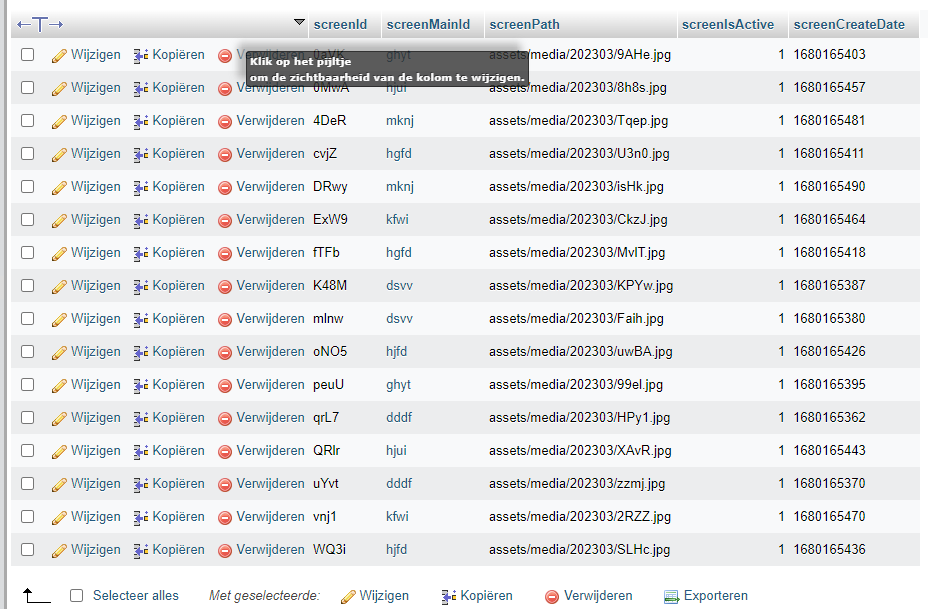 screenId screenMainId screenPath screenIsActive screenCreateDate
Wijzigen Kopiëren Verwijderen 0aVK ghyt assets/media/202303/9AHe.jpg 1 1680165403
Klik op het pijltje
om de zichtbaarheid van de kolom te wijzigen.
Wijzigen Kopiëren Verwijderen 0MwA hjui assets/media/202303/8h8s.jpg 1 1680165457
Wijzigen Kopiëren Verwijderen 4DeR mknj assets/media/202303/Tqep.jpg 1 1680165481
Wijzigen Kopiëren Verwijderen cvjZ hgfd assets/media/202303/U3n0.jpg 1 1680165411
Wijzigen Kopiëren Verwijderen DRwy mknj assets/media/202303/isHk.jpg 1 1680165490
Wijzigen Kopiëren Verwijderen ExW9 kfwi assets/media/202303/CkzJ.jpg 1 1680165464
Wijzigen Kopiëren Verwijderen fTFb hgfd assets/media/202303/MvIT.jpg 1 1680165418
Wijzigen Kopiëren Verwijderen K48M dsvv assets/media/202303/KPYw.jpg 1 1680165387
Wijzigen Kopiëren Verwijderen mlnw dsvv assets/media/202303/Faih.jpg 1 1680165380
Wijzigen Kopiëren Verwijderen oNO5 hjfd assets/media/202303/uwBA.jpg 1 1680165426
Wijzigen Kopiëren Verwijderen peuU ghyt assets/media/202303/99el.jpg 1 1680165395
Wijzigen Kopiëren Verwijderen qrL7 dddf assets/media/202303/HPy1.jpg 1 1680165362
Wijzigen Kopiëren Verwijderen QRlr hjui assets/media/202303/XAvR.jpg 1 1680165443
Wijzigen Kopiëren Verwijderen uYvt dddf assets/media/202303/zzmj.jpg 1 1680165370
Wijzigen Kopiëren Verwijderen vnj1 kfwi assets/media/202303/2RZZ.jpg 1 1680165470
Wijzigen Kopiëren Verwijderen WQ3i hjfd assets/media/202303/SLHc.jpg 1 1680165436
Selecteer alles Met geselecteerde: Wijzigen Kopiëren Verwijderen Exporteren